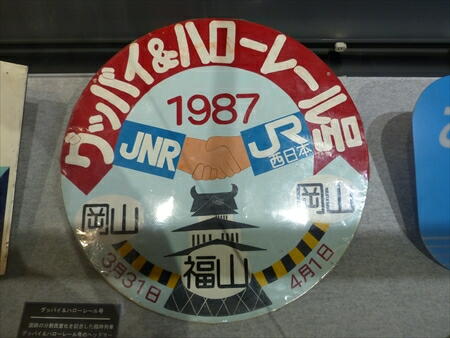 グッバイ&ハローレール号
1987
JNR
JR
西日本
岡山
岡山
福山
3月31日
4月1日
グッバイ&ハローレール号
国鉄の分割民営化を記念した臨時列車
グッバイ&ハローレール号のヘッドマー